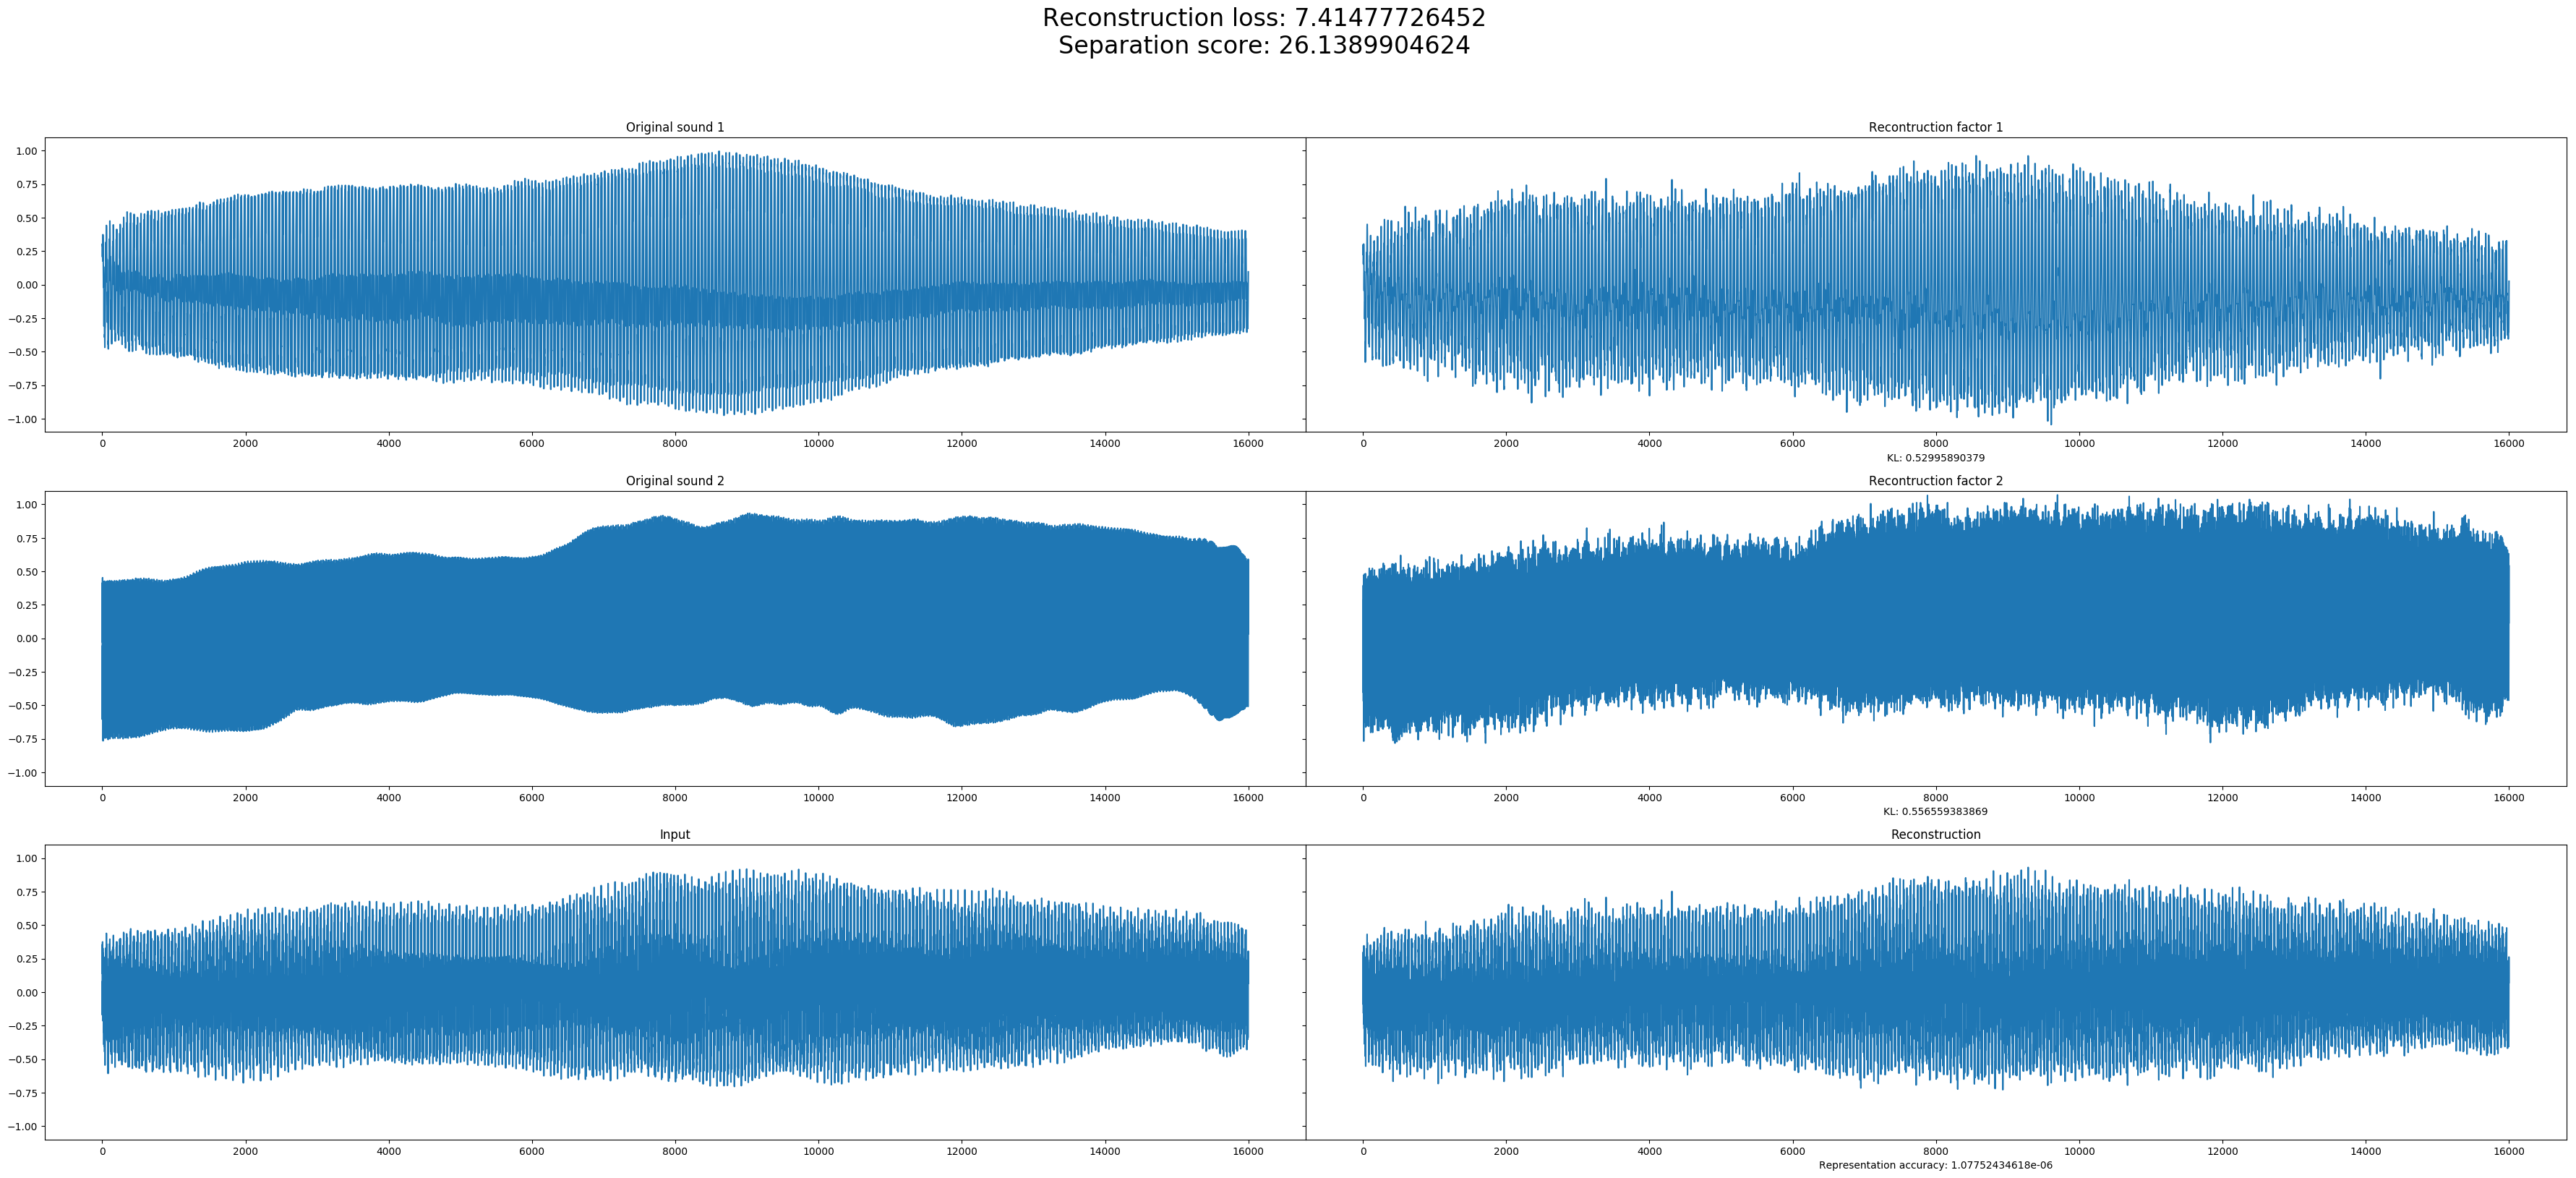 Reconstruction loss: 7.41477726452
Separation score: 26.1389904624
Original sound 1
Recontruction factor 1
1.00
0.75
0.50
0.25
0.00
−0.25
−0.50
−0.75
−1.00
0 2000 4000 6000 8000 10000 12000 14000 16000
0 2000 4000 6000 8000 10000 12000 14000 16000
KL: 0.52995890379
Original sound 2
Recontruction factor 2
1.00
0.75
0.50
0.25
0.00
−0.25
−0.50
−0.75
−1.00
0 2000 4000 6000 8000 10000 12000 14000 16000
0 2000 4000 6000 8000 10000 12000 14000 16000
KL: 0.556559383869
Input
Reconstruction
1.00
0.75
0.50
0.25
0.00
−0.25
−0.50
−0.75
−1.00
0 2000 4000 6000 8000 10000 12000 14000 16000
0 2000 4000 6000 8000 10000 12000 14000 16000
Representation accuracy: 1.07752434618e-06